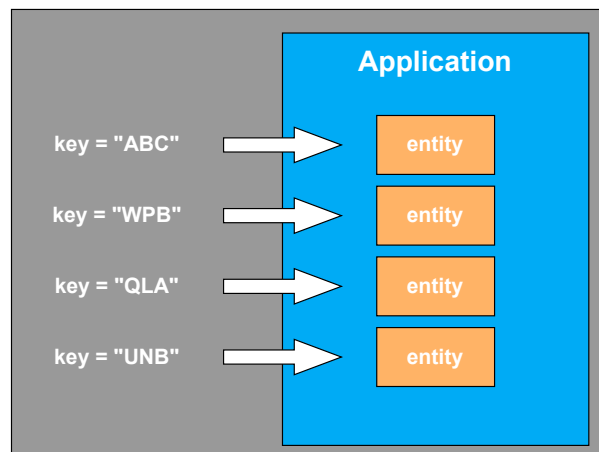 Application
key = "ABC"
entity
key = "WPB"
entity
key = "QLA"
entity
key = "UNB"
entity